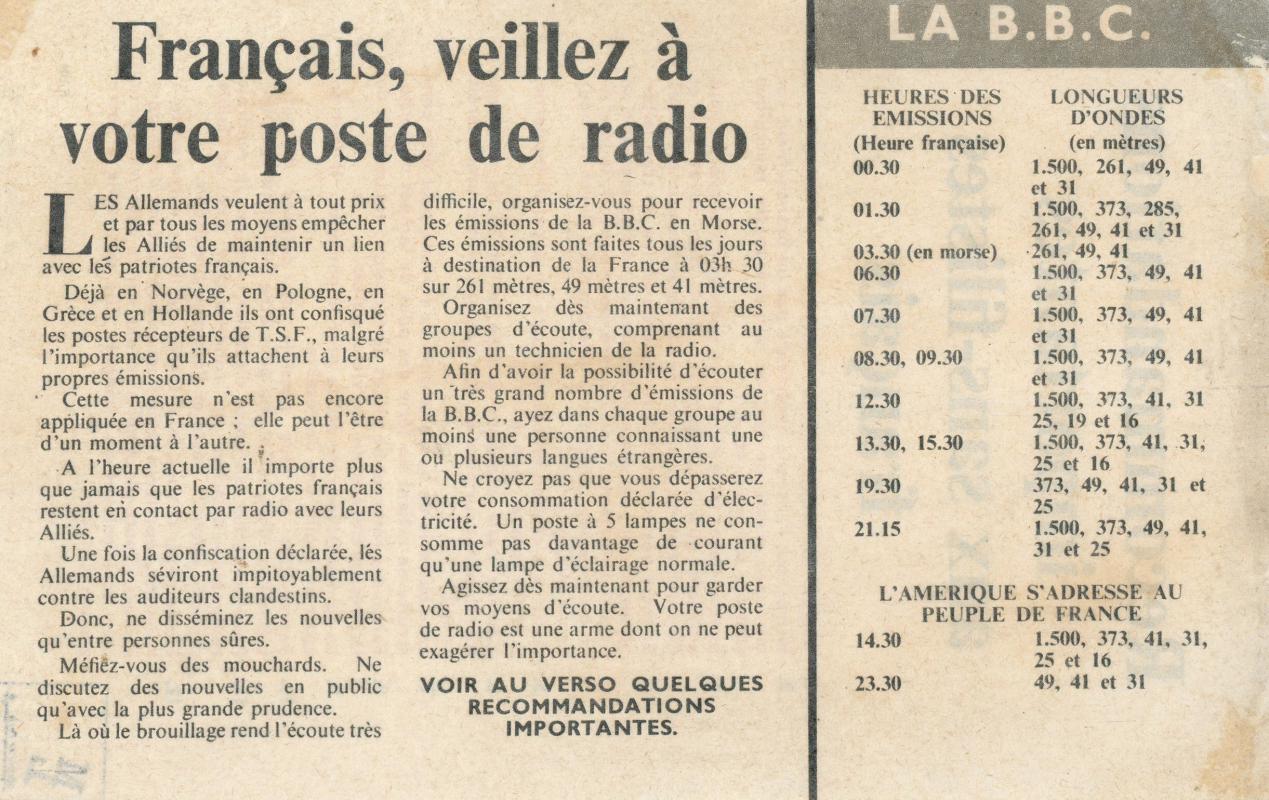 Français, veillez à
votre poste de radio
LES Allemands veulent à tout prix
et par tous les moyens empêcher
les Alliés de maintenir un lien
avec les patriotes français.
Déjà en Norvège, en Pologne, en
Grèce et en Hollande ils ont confisqué
les postes récepteurs de T.S.F., malgré
l'importance qu'ils attachent à leurs
propres émissions.
Cette mesure n'est pas encore
appliquée en France ; elle peut l'être
d'un moment à l'autre.
A l'heure actuelle il importe plus
que jamais que les patriotes français
restent en contact par radio avec leurs
Alliés.
Une fois la confiscation déclarée, les
Allemands séviront impitoyablement
contre les auditeurs clandestins.
Donc, ne disséminez les nouvelles
qu'entre personnes sûres.
Méfiez-vous des mouchards. Ne
discutez des nouvelles en public
qu'avec la plus grande prudence.
Là où le brouillage rend l'écoute très
difficile, organisez-vous pour recevoir
les émissions de la B.B.C. en Morse.
Ces émissions sont faites tous les jours
à destination de la France à 03h 30
sur 261 mètres, 49 mètres et 41 mètres.
Organisez dès maintenant des
groupes d'écoute, comprenant au
moins un technicien de la radio.
Afin d'avoir la possibilité d'écouter
un très grand nombre d'émissions de
la B.B.C., ayez dans chaque groupe au
moins une personne connaissant une
ou plusieurs langues étrangères.
Ne croyez pas que vous dépasserez
votre consommation déclarée d'élec-
tricité. Un poste à 5 lampes ne con-
somme pas davantage de courant
qu'une lampe d'éclairage normale.
Agissez dès maintenant pour garder
vos moyens d'écoute. Votre poste
de radio est une arme dont on ne peut
exagérer l'importance.
VOIR AU VERSO QUELQUES
RECOMMANDATIONS
IMPORTANTES.
LA B.B.C.
HEURES DES LONGUEURS
EMISSIONS D'ONDES
(Heure française) (en mètres)
00.30 1.500, 261, 49, 41
et 31
01.30 1.500, 373, 285,
261, 49, 41 et 31
03.30 (en morse) 261, 49, 41
06.30 1.500, 373, 49, 41
et 31
07.30 1.500, 373, 49, 41
et 31
08.30, 09.30 1.500, 373, 49, 41
et 31
12.30 1.500, 373, 41, 31
25, 19 et 16
13.30, 15.30 1.500, 373, 41, 31,
25 et 16
19.30 373, 49, 41, 31 et
25
21.15 1.500, 373, 49, 41,
31 et 25
L'AMERIQUE S'ADRESSE AU
PEUPLE DE FRANCE
14.30 1.500, 373, 41, 31,
25 et 16
23.30 49, 41 et 31